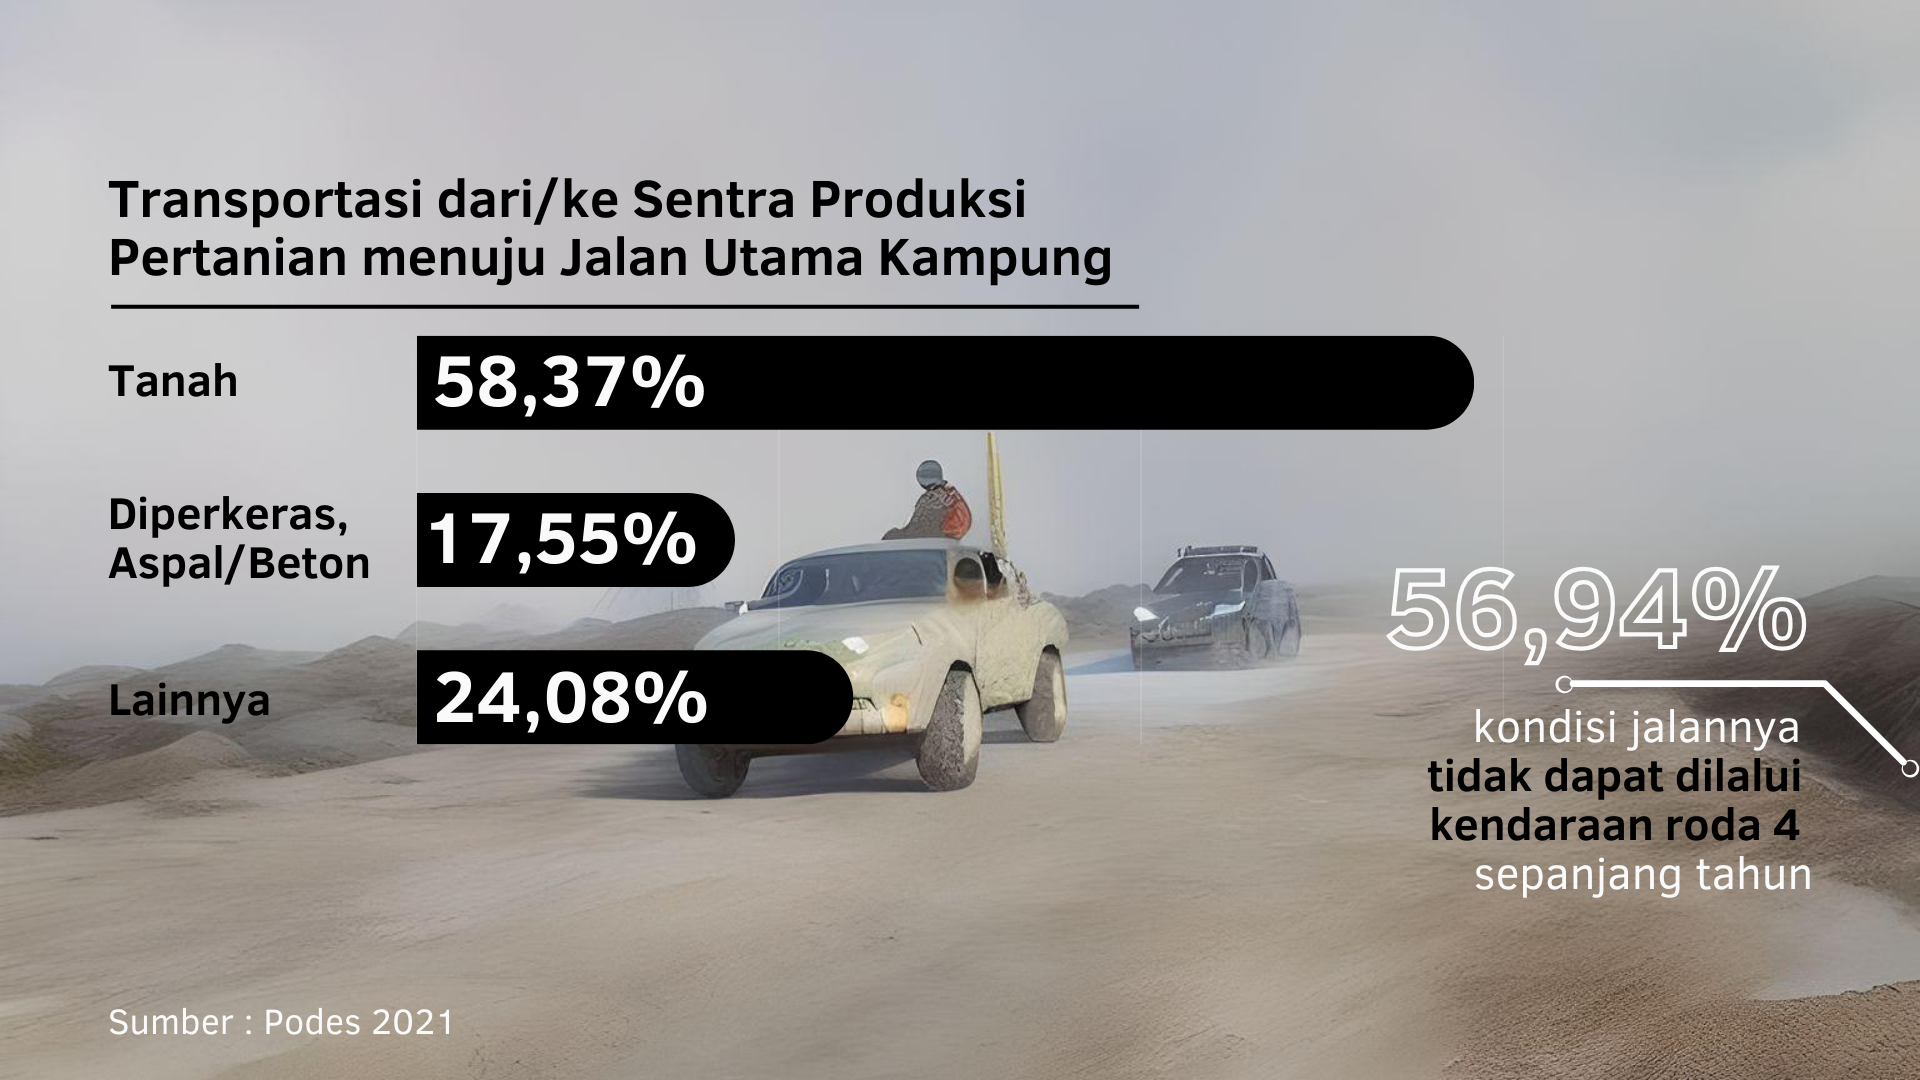 Transportasi dari/ke Sentra Produksi
Pertanian menuju Jalan Utama Kampung
Tanah
58,37%
Diperkeras,
Aspal/Beton
17,55%
Lainnya
24,08%
56,94%
kondisi jalannya
tidak dapat dilalui
kendaraan roda 4
sepanjang tahun
Sumber : Podes 2021